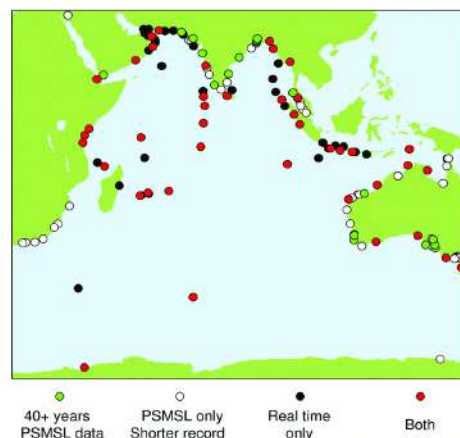 40+ years
PSMSL data
PSMSL only
Shorter record
Real time
only
Both